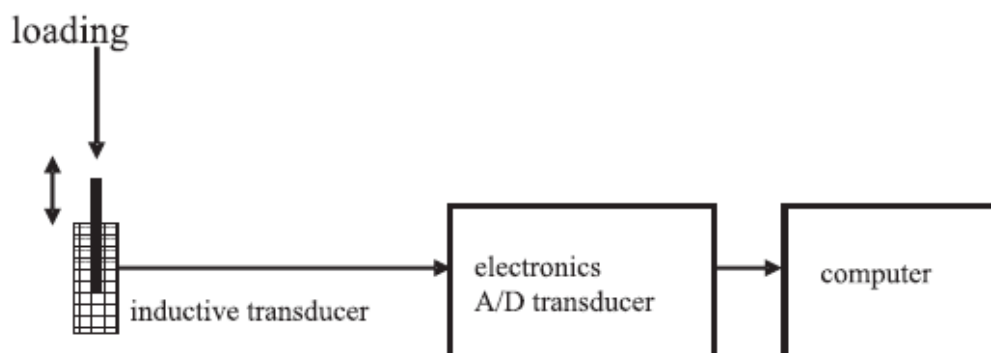 loading
electronics
A/D transducer
computer
inductive transducer